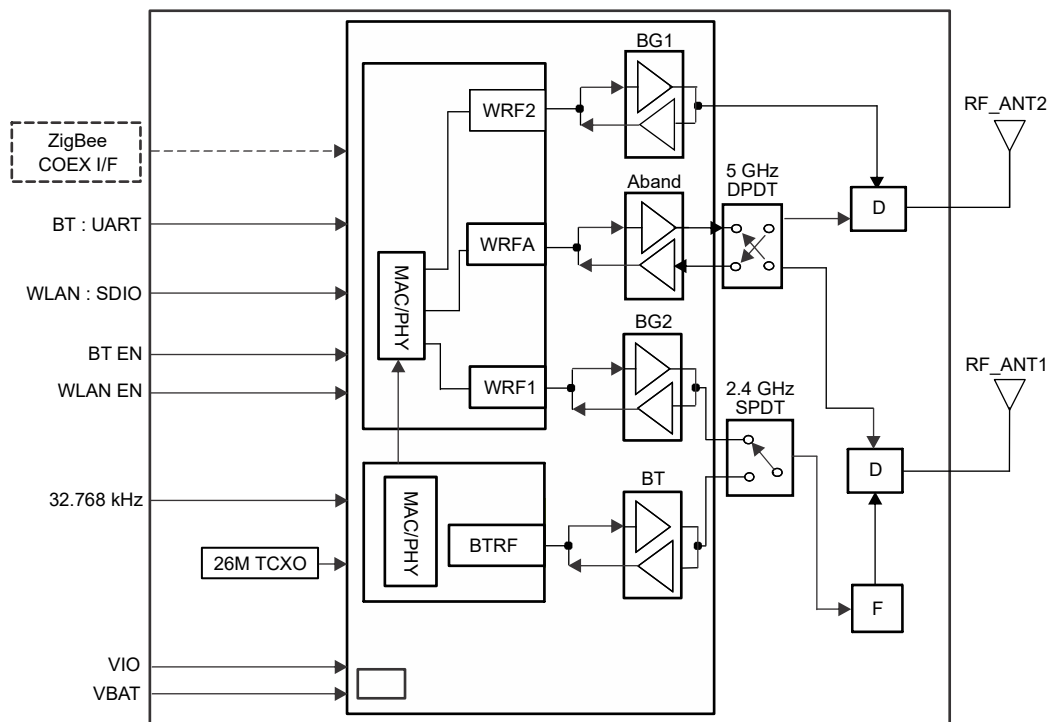 BG1
WRF2
RF_ANT2
ZigBee
COEX I/F
Aband
5 GHz
DPDT
D
BT : UART
WRFA
MAC/PHY
WLAN : SDIO
BT EN
BG2
RF_ANT1
WLAN EN
WRF1
2.4 GHz
SPDT
D
BT
32.768 kHz
MAC/PHY
BTRF
26M TCXO
F
VIO
VBAT